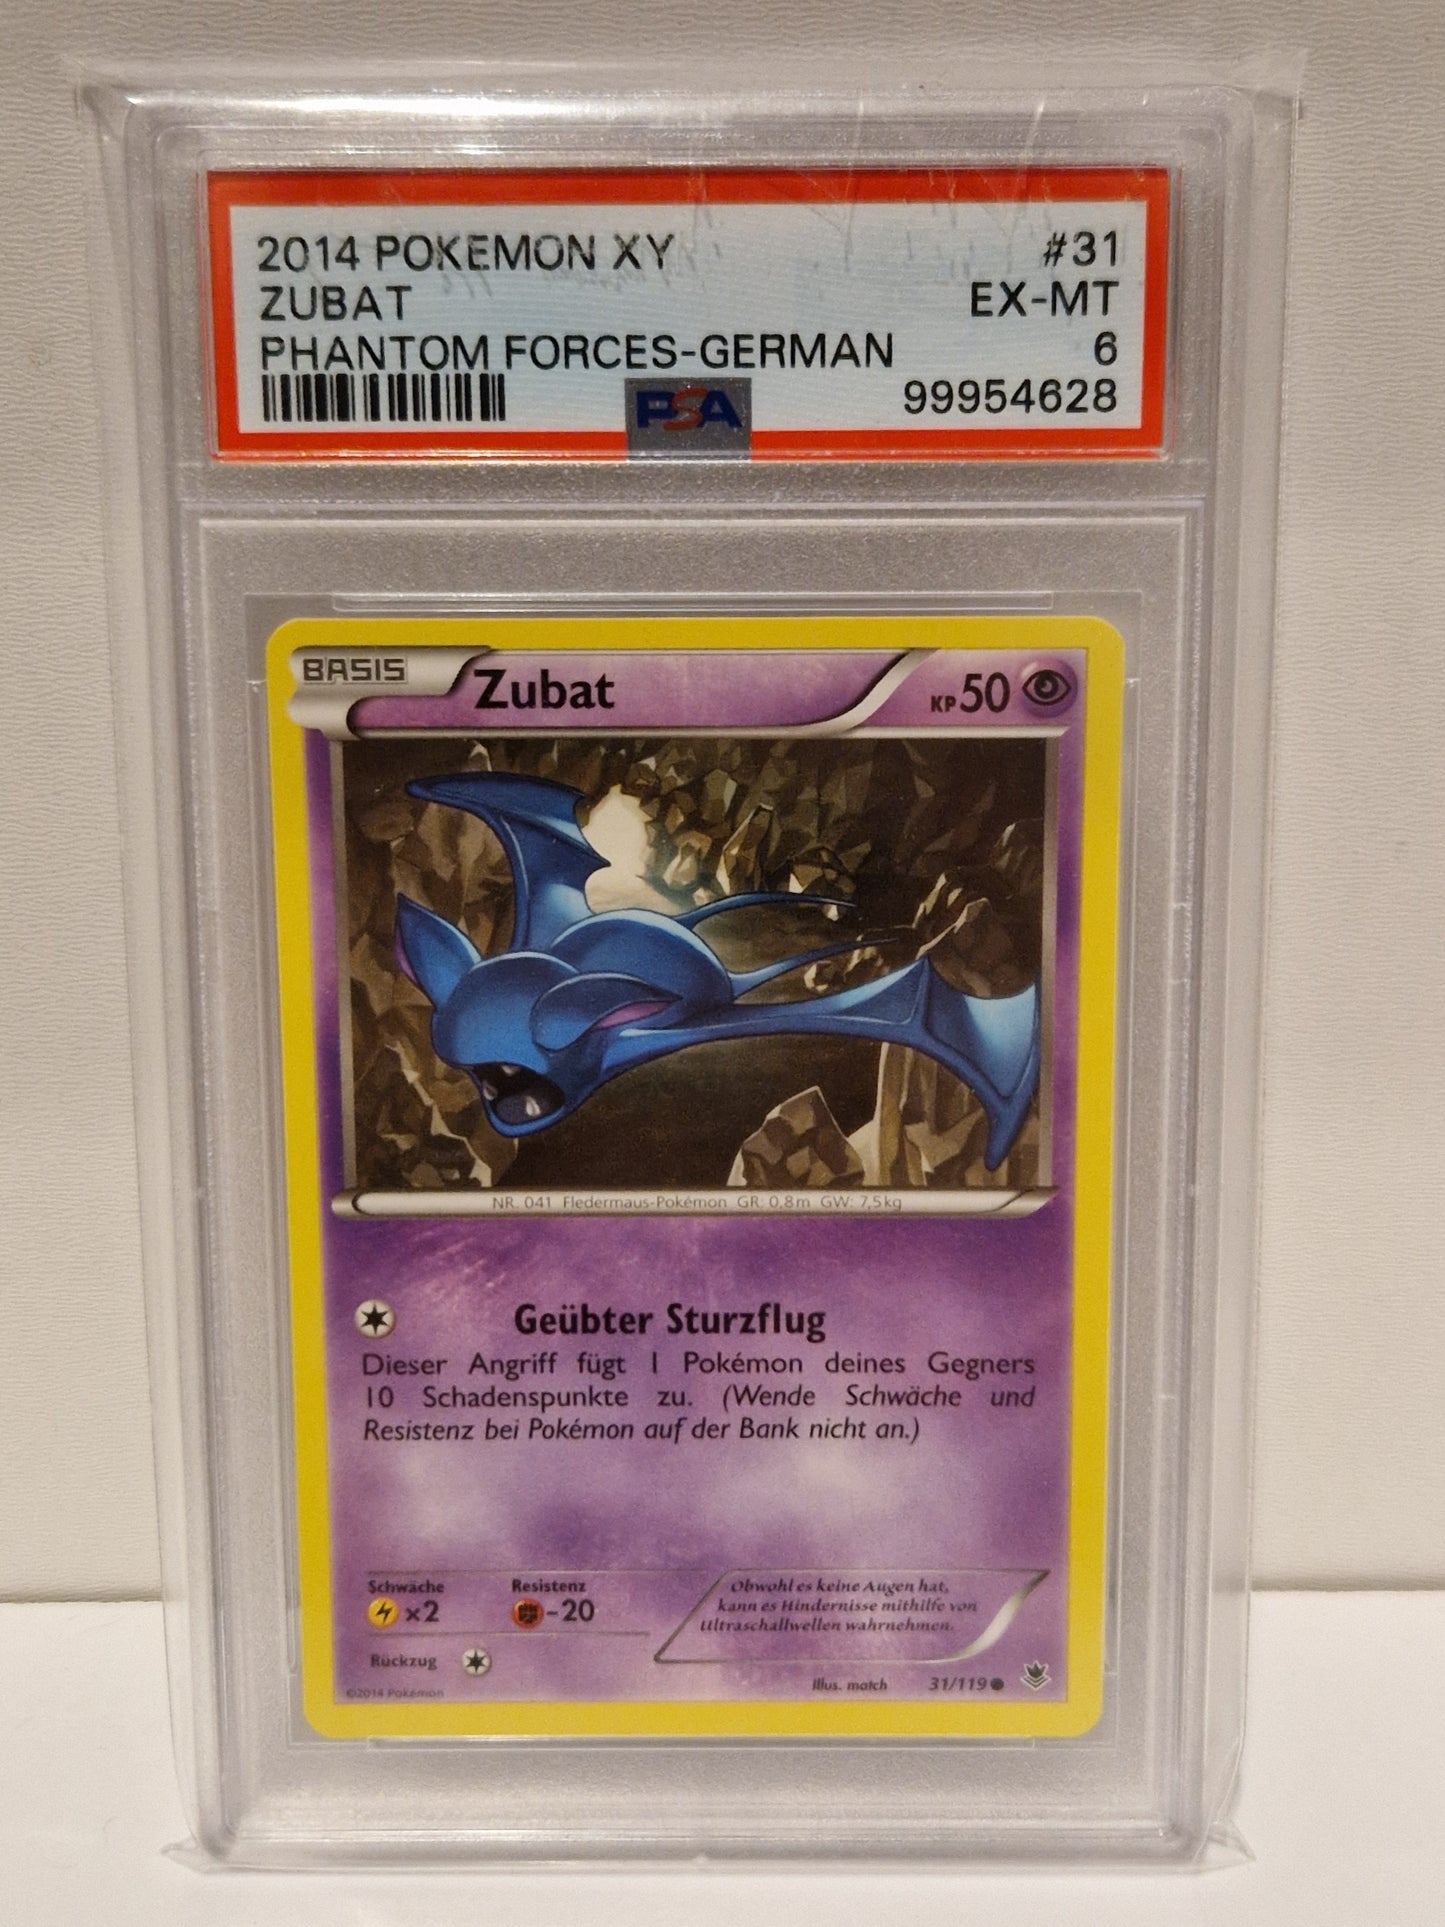 2014 POKEMON XY #31
ZUBAT EX-MT
PHANTOM FORCES-GERMAN 6
PSA 99954628
BASIS Zubat KP50
NR. 041 Fledermaus-Pokémon GR: 0,8m GW: 7,5kg
Geübter Sturzflug
Dieser Angriff fügt 1 Pokémon deines Gegners
10 Schadenspunkte zu. (Wende Schwäche und
Resistenz bei Pokémon auf der Bank nicht an.)
Schwäche Resistenz
×2 -20
Obwohl es keine Augen hat,
kann es Hindernisse mithilfe von
Ultraschallwellen wahrnehmen.
Rückzug
Illus. match 31/119
©2014 Pokémon